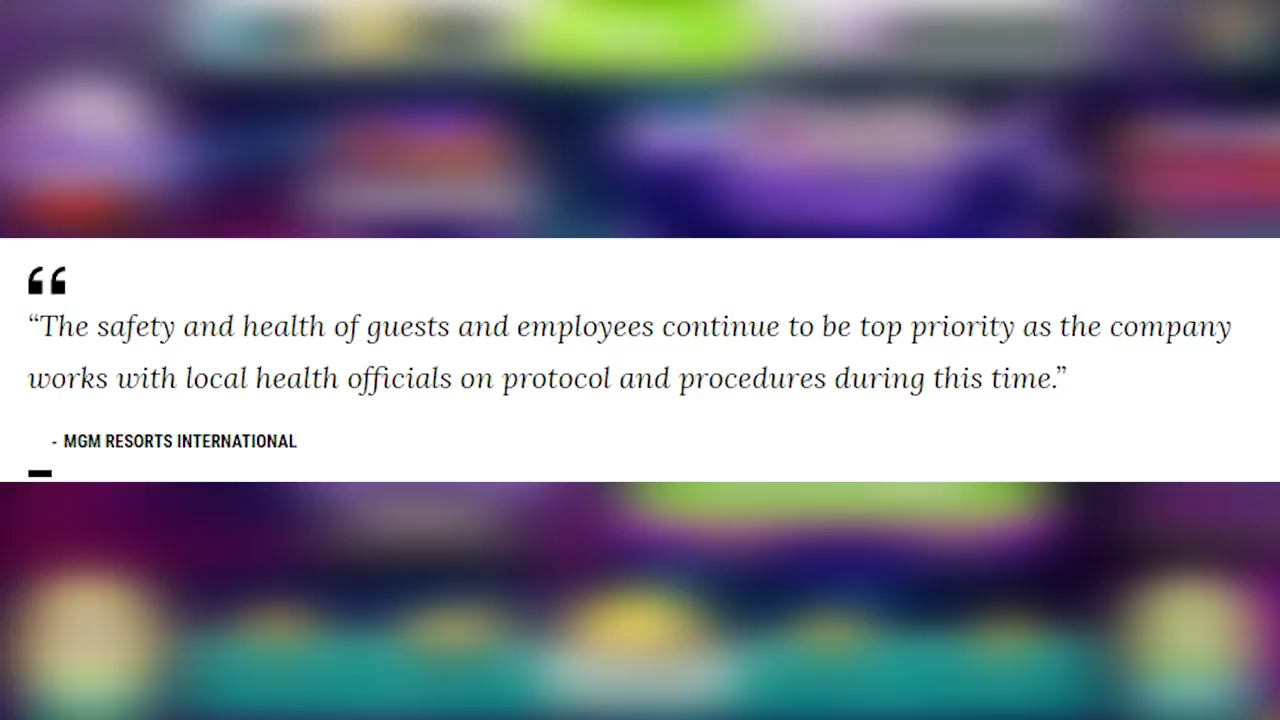 “The safety and health of guests and employees continue to be top priority as the company
works with local health officials on protocol and procedures during this time.”
- MGM RESORTS INTERNATIONAL